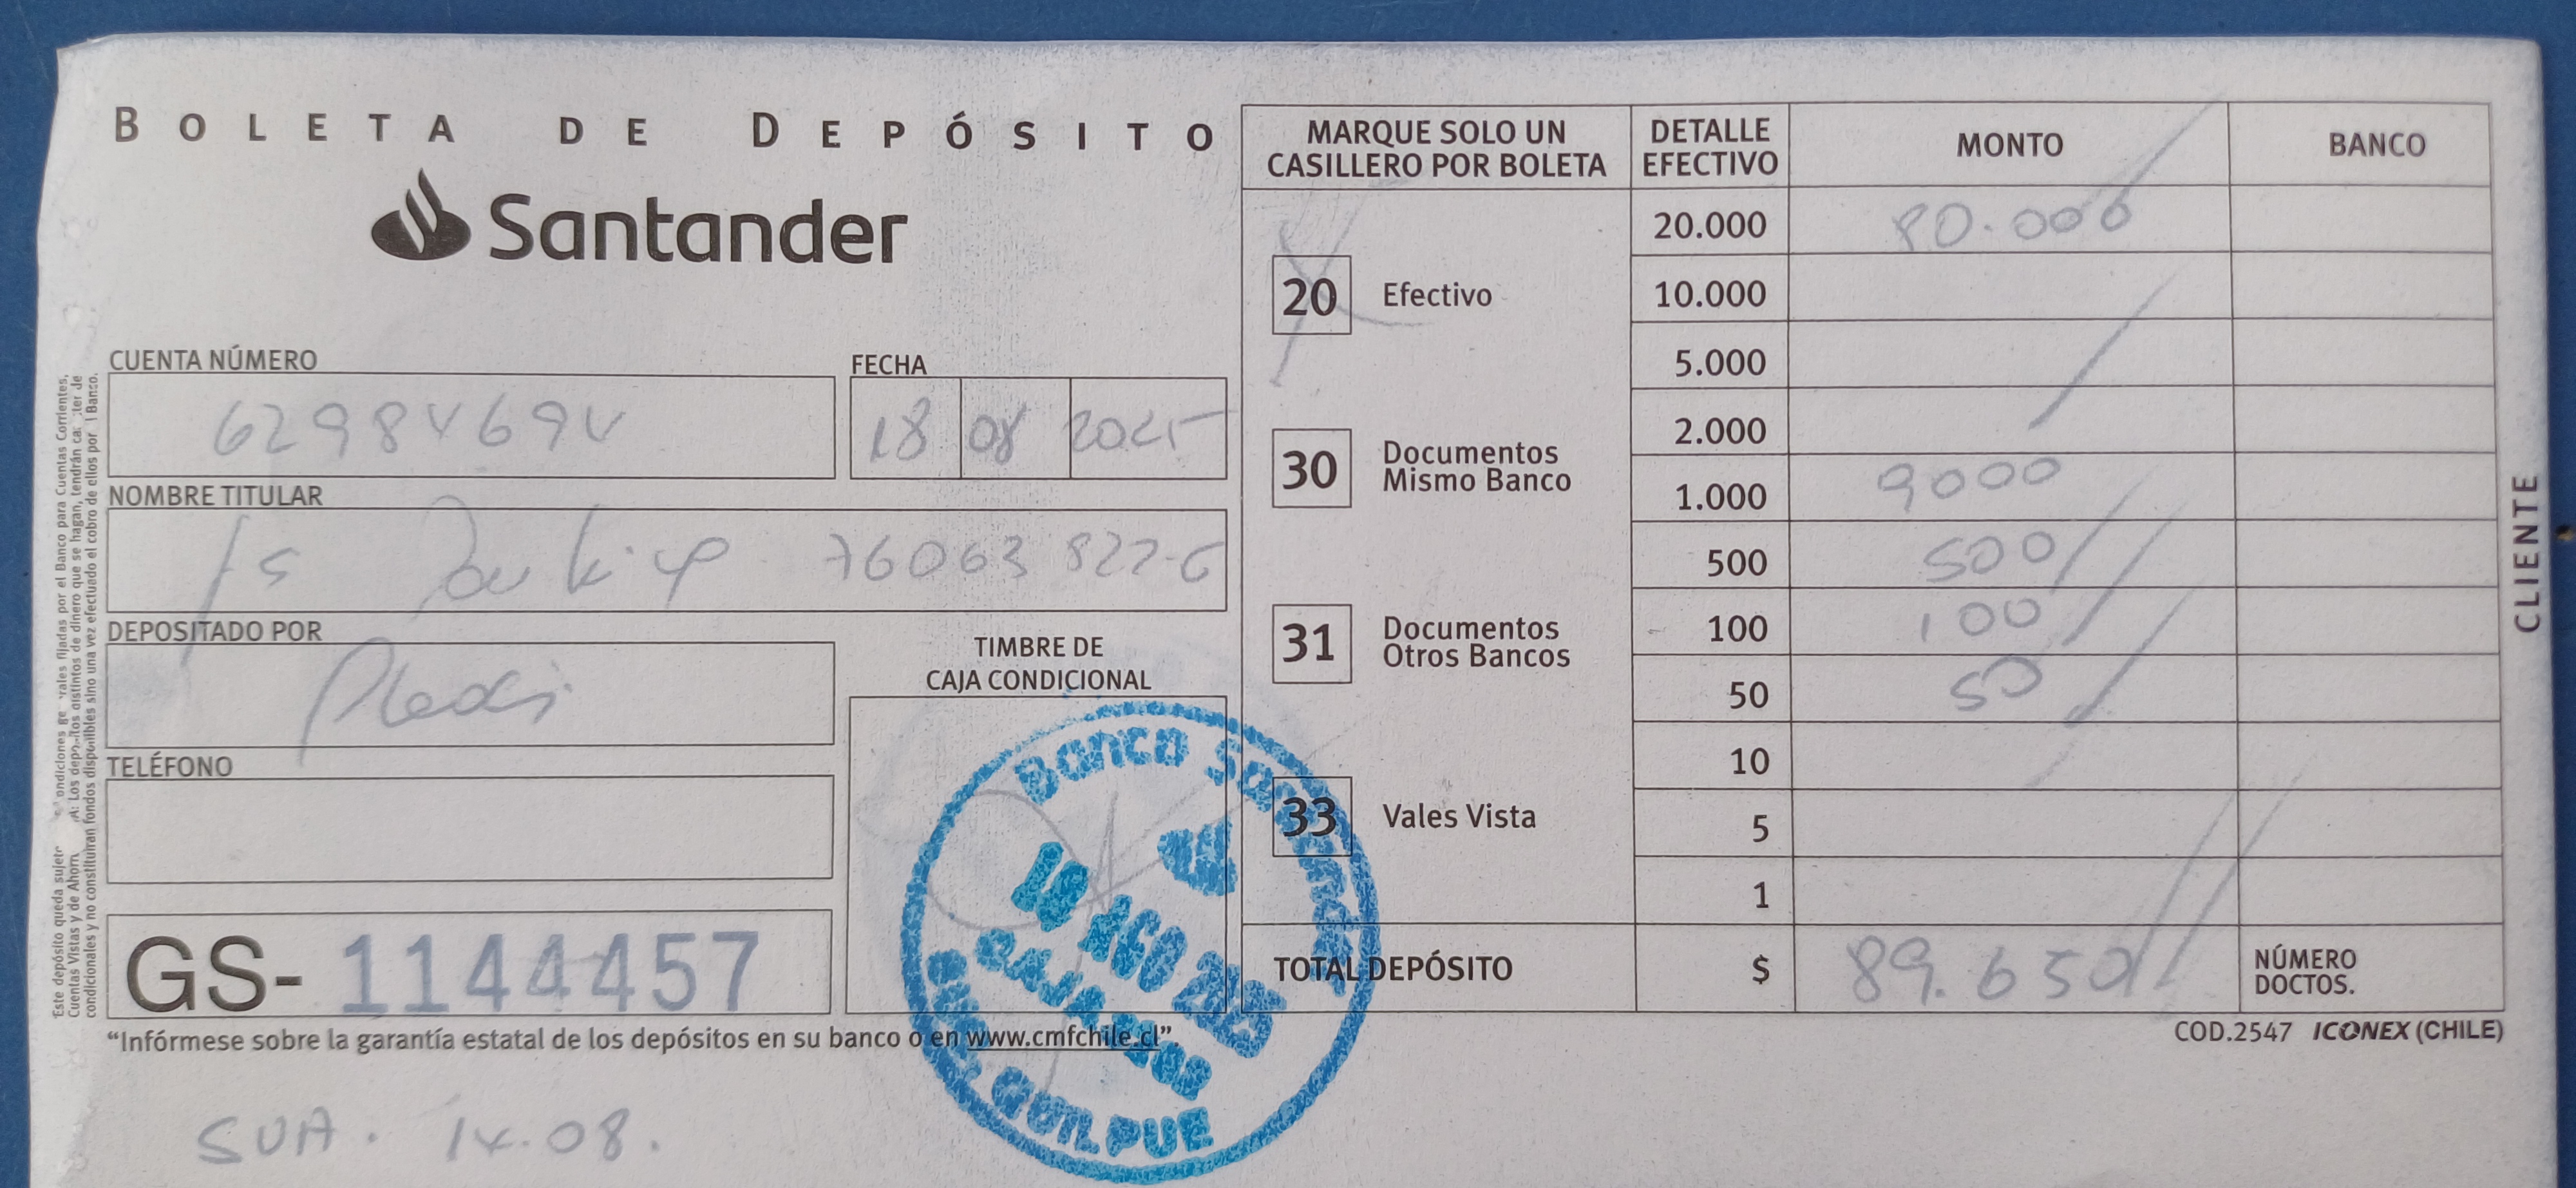 BOLETA DE DEPÓSITO
Santander
CUENTA NÚMERO
62984694
FECHA
18 08 2025
NOMBRE TITULAR
76063822-6
DEPOSITADO POR
TELÉFONO
TIMBRE DE
CAJA CONDICIONAL
GS- 1144457
"Infórmese sobre la garantía estatal de los depósitos en su banco o en www.cmfchile.cl".
SUA. 14.08.
MARQUE SOLO UN
CASILLERO POR BOLETA
20 Efectivo
30 Documentos
Mismo Banco
31 Documentos
Otros Bancos
33 Vales Vista
DETALLE
EFECTIVO
MONTO
BANCO
20.000 80.000
10.000
5.000
2.000
1.000 9000
500 500
100 100
50 50
10
5
1
TOTAL DEPÓSITO $ 89.650
NÚMERO
DOCTOS.
COD.2547 ICONEX (CHILE)
CLIENTE
Banco Santander
AGO 2025
QUILPUE